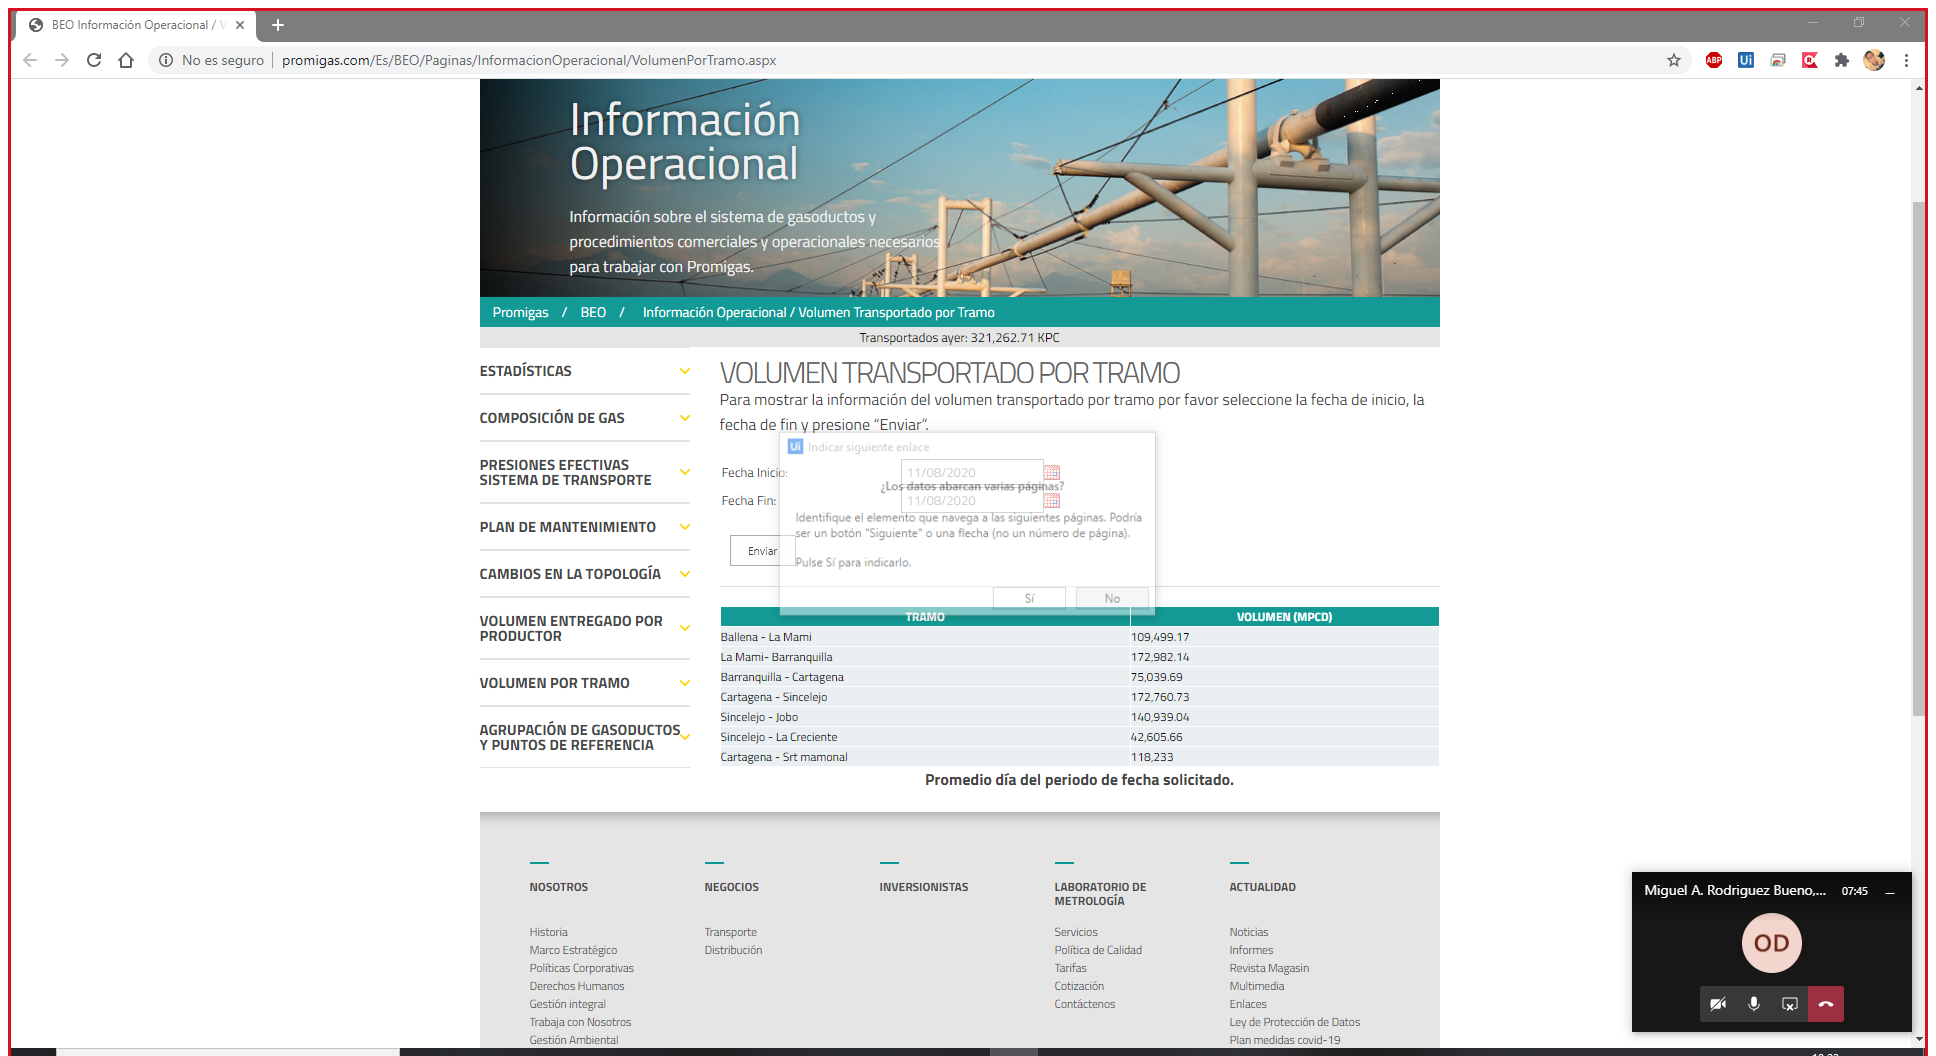 BEO Información Operacional / V
No es seguro
promigas.com/Es/BEO/Paginas/InformacionOperacional/VolumenPorTramo.aspx
ABP
Ui
Información
Operacional
Información sobre el sistema de gasoductos y
procedimientos comerciales y operacionales necesarios
para trabajar con Promigas.
Promigas / BEO / Información Operacional / Volumen Transportado por Tramo
Transportados ayer: 321,262.71 KPC
ESTADÍSTICAS
COMPOSICIÓN DE GAS
PRESIONES EFECTIVAS
SISTEMA DE TRANSPORTE
PLAN DE MANTENIMIENTO
CAMBIOS EN LA TOPOLOGÍA
VOLUMEN ENTREGADO POR
PRODUCTOR
VOLUMEN POR TRAMO
AGRUPACIÓN DE GASODUCTOS
Y PUNTOS DE REFERENCIA
VOLUMEN TRANSPORTADO POR TRAMO
Para mostrar la información del volumen transportado por tramo por favor seleccione la fecha de inicio, la
fecha de fin y presione “Enviar”.
Ui Indicar siguiente enlace
Fecha Inicio: 11/08/2020
¿Los datos abarcan varias páginas?
Fecha Fin: 11/08/2020
Identifique el elemento que navega a las siguientes páginas. Podría
ser un botón "Siguiente" o una flecha (no un número de página).
Enviar
Pulse Sí para indicarlo.
Sí No
TRAMO VOLUMEN (MPCD)
Ballena - La Mami 109,499.17
La Mami- Barranquilla 172,982.14
Barranquilla - Cartagena 75,039.69
Cartagena - Sincelejo 172,760.73
Sincelejo - Jobo 140,939.04
Sincelejo - La Creciente 42,605.66
Cartagena - Srt mamonal 118,233
Promedio día del periodo de fecha solicitado.
NOSOTROS
Historia
Marco Estratégico
Políticas Corporativas
Derechos Humanos
Gestión integral
Trabaja con Nosotros
Gestión Ambiental
NEGOCIOS
Transporte
Distribución
INVERSIONISTAS
LABORATORIO DE
METROLOGÍA
Servicios
Política de Calidad
Tarifas
Cotización
Contáctenos
ACTUALIDAD
Noticias
Informes
Revista Magasin
Multimedia
Enlaces
Ley de Protección de Datos
Plan medidas covid-19
Miguel A. Rodriguez Bueno,... 07:45
OD